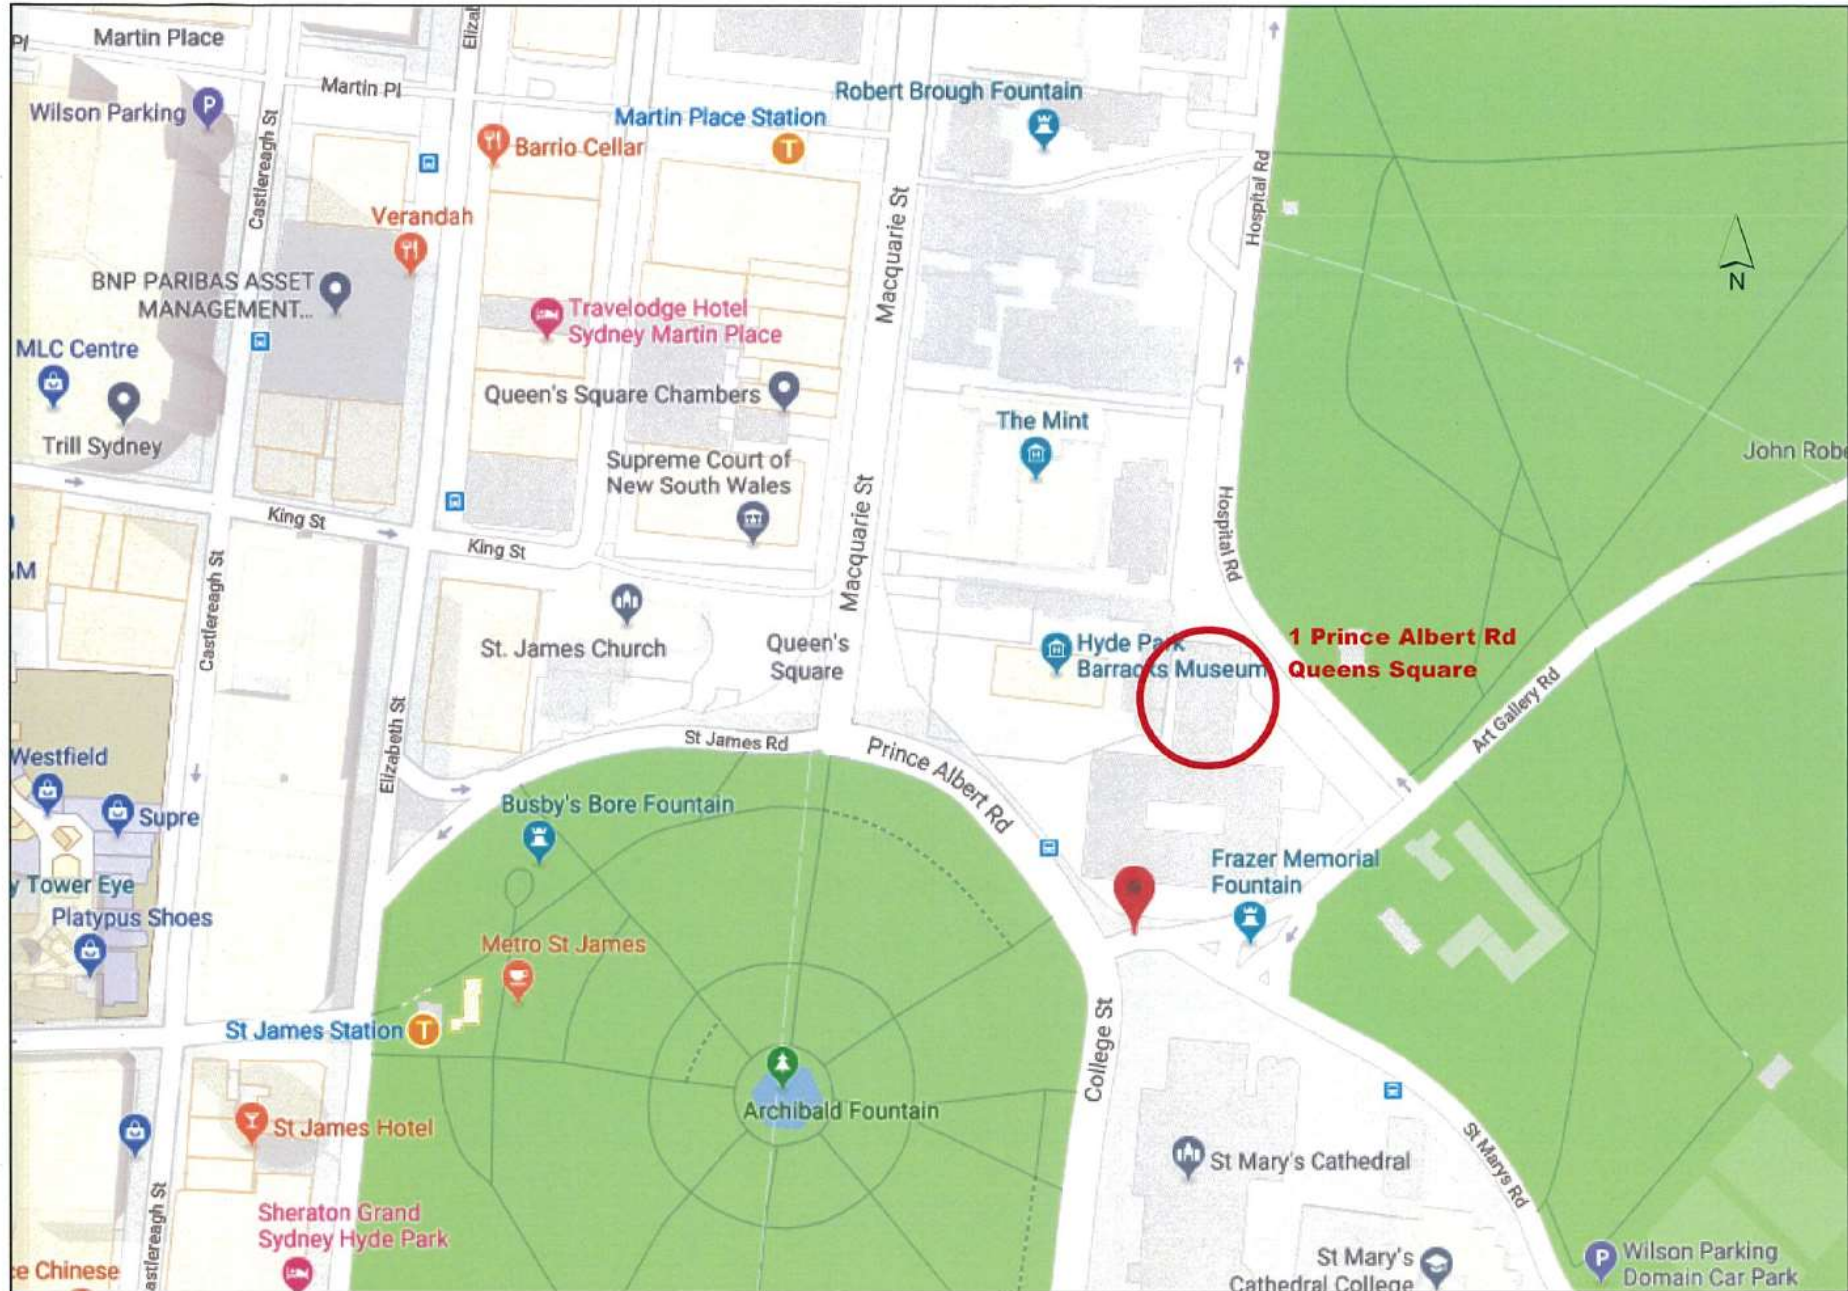 Pl
Martin Place
Wilson Parking
Martin Pl
Castlereagh St
Martin Place Station
Barrio Cellar
Robert Brough Fountain
Verandah
BNP PARIBAS ASSET
MANAGEMENT...
Hospital Rd
Macquarie St
N
Travelodge Hotel
Sydney Martin Place
MLC Centre
Trill Sydney
Queen's Square Chambers
The Mint
John Robe
Supreme Court of
New South Wales
King St
King St
Macquarie St
Hospital Rd
Castlereagh St
St. James Church
Queen's
Square
Hyde Park
Barracks Museum
1 Prince Albert Rd
Queens Square
Art Gallery Rd
Elizabeth St
St James Rd
Prince Albert Rd
Westfield
Supre
Busby's Bore Fountain
y Tower Eye
Platypus Shoes
Frazer Memorial
Fountain
Metro St James
St James Station
College St
Archibald Fountain
St James Hotel
St Mary's Cathedral
St Marys Rd
Sheraton Grand
Sydney Hyde Park
astlereagh St
ce Chinese
St Mary's
Cathedral College
Wilson Parking
Domain Car Park